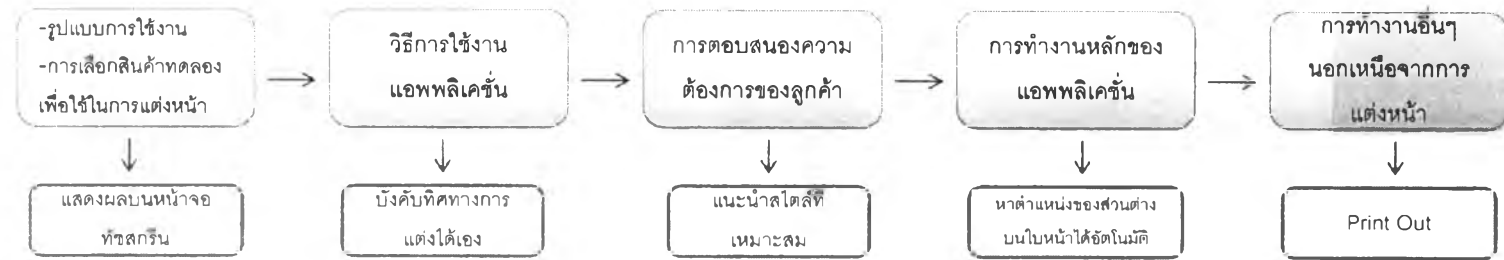 -รูปแบบการใช้งาน
-การเลือกสินค้าทดลอง
เพื่อใช้ในการแต่งหน้า
วิธีการใช้งาน
แอพพลิเคชั่น
การตอบสนองความ
ต้องการของลูกค้า
การทำงานหลักของ
แอพพลิเคชั่น
การทำงานอื่นๆ
นอกเหนือจากการ
แต่งหน้า
แสดงผลบนหน้าจอ
ทัชสกรีน
บังคับทิศทางการ
แต่งได้เอง
แนะนำสไตล์ที่
เหมาะสม
หาตำแหน่งของส่วนต่าง
บนใบหน้าได้อัตโนมัติ
Print Out